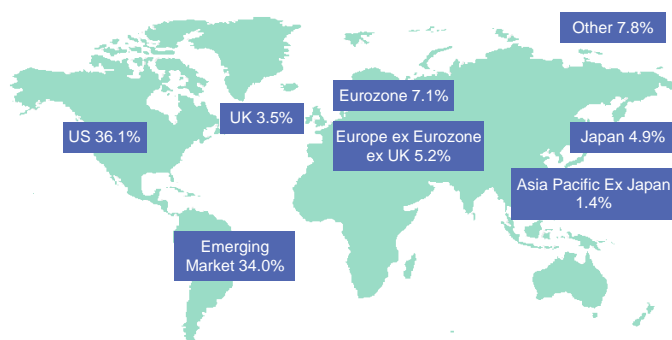 Other 7.8%
Eurozone 7.1%
UK 3.5%
US 36.1%
Europe ex Eurozone
ex UK 5.2%
Japan 4.9%
Asia Pacific Ex Japan
1.4%
Emerging
Market 34.0%